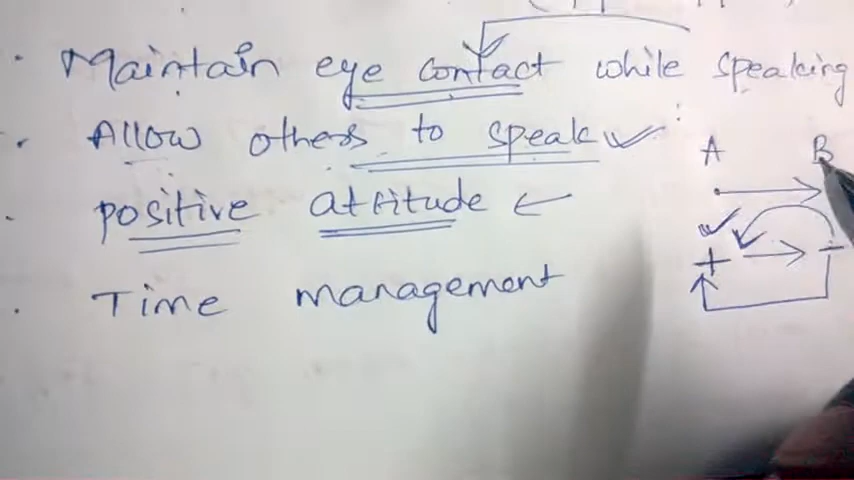 Maintain eye contact while speaking
Allow others to speak
A B
positive attitude
+ -
Time management